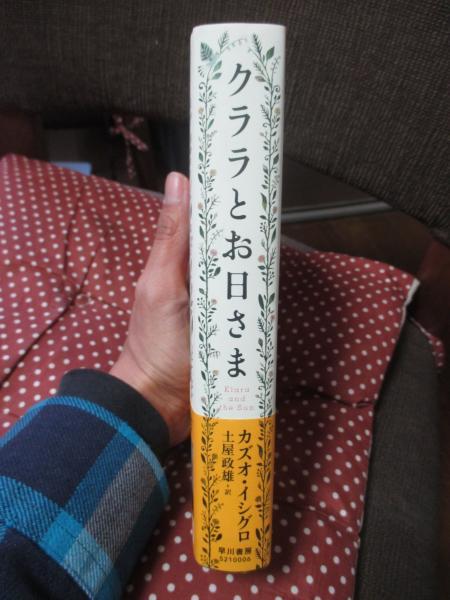 クララとお日さま
Klara
and
the Sun
カズオ・イシグロ
土屋政雄・訳
早川書房
5210006